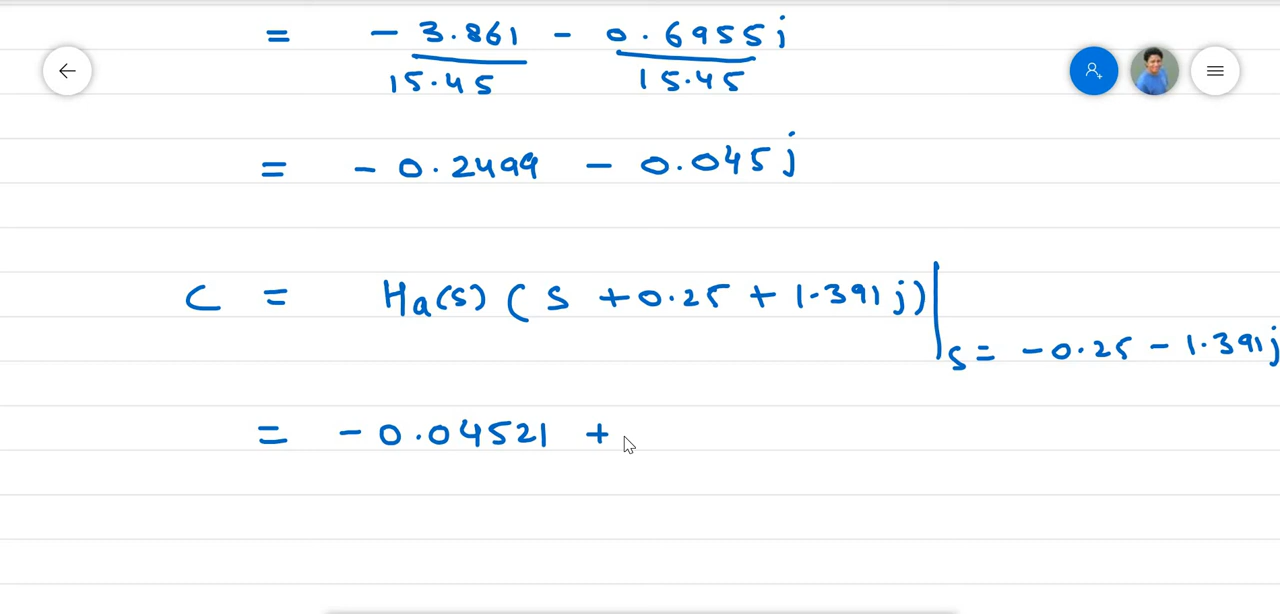 = - 3.861 - 0.6955j
15.45 15.45
= - 0.2499 - 0.045j
C = Ha(s) ( s + 0.25 + 1.391j) |
s = - 0.25 - 1.391j
= - 0.04521 +